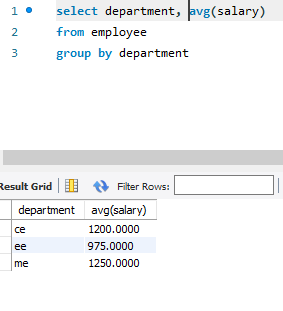 1 select department, avg(salary)
2 from employee
3 group by department
Result Grid Filter Rows:
department avg(salary)
ce 1200.0000
ee 975.0000
me 1250.0000